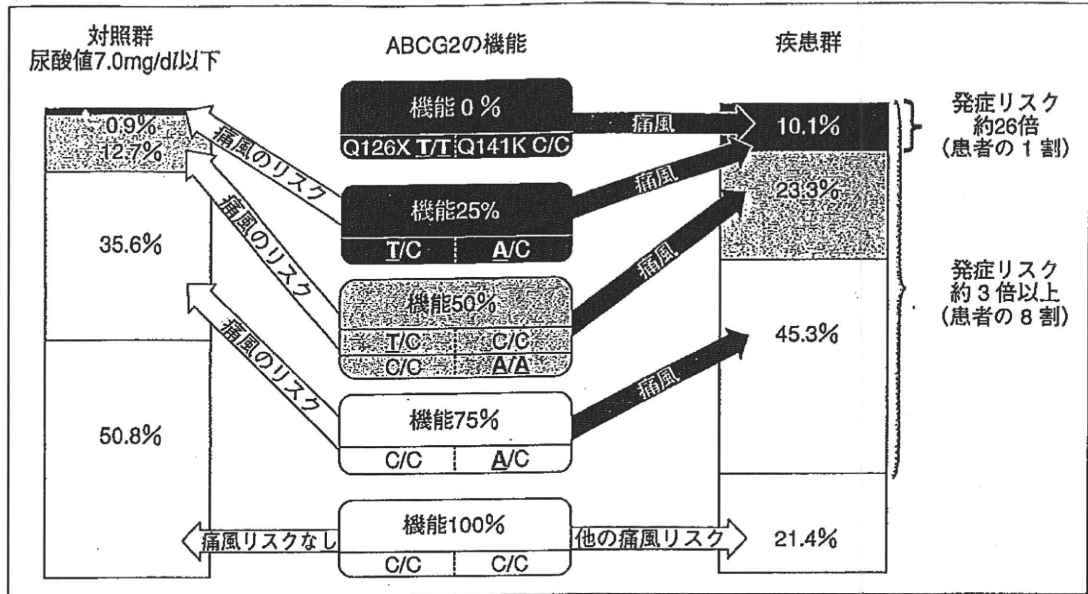 対照群
尿酸値7.0mg/dl以下
0.9%
12.7%
35.6%
50.8%
ABCG2の機能
機能 0 %
Q126X T/T Q141K C/C
機能25%
T/C A/C
機能50%
T/C C/C
C/C A/A
機能75%
C/C A/C
機能100%
C/C C/C
痛風のリスク
痛風のリスク
痛風のリスク
痛風リスクなし
痛風
痛風
痛風
痛風
他の痛風リスク
疾患群
10.1%
23.3%
45.3%
21.4%
発症リスク
約26倍
(患者の 1 割)
発症リスク
約 3 倍以上
(患者の 8 割)